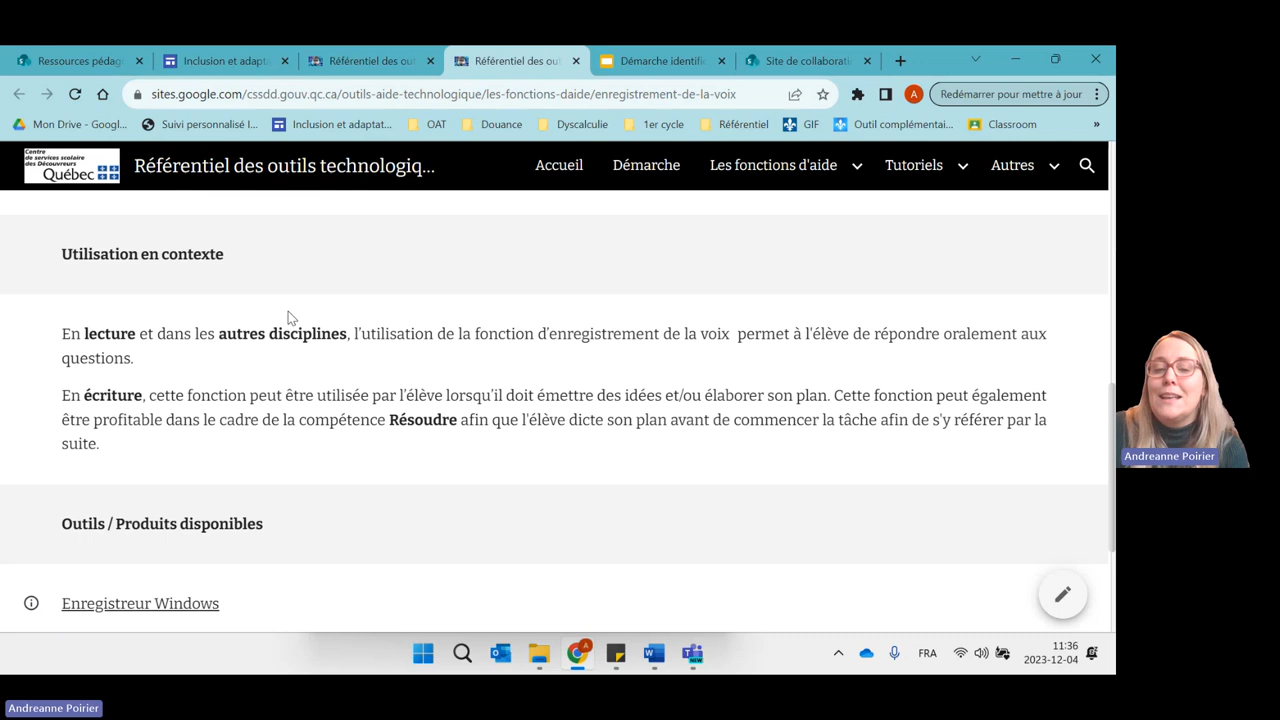 Ressources pédag
Inclusion et adapta
Référentiel des ou
Référentiel des ou
Démarche identifi
Site de collaborati
sites.google.com/cssdd.gouv.qc.ca/outils-aide-technologique/les-fonctions-daide/enregistrement-de-la-voix
A
Redémarrer pour mettre à jour
Mon Drive - Googl...
Suivi personnalisé I...
Inclusion et adaptat...
OAT
Douance
Dyscalculie
1er cycle
Référentiel
GIF
Outil complémentai...
Classroom
»
Centre
de services scolaire
des Découvreurs
Québec
Référentiel des outils technologiq...
Accueil
Démarche
Les fonctions d'aide
Tutoriels
Autres
Utilisation en contexte
En lecture et dans les autres disciplines, l'utilisation de la fonction d'enregistrement de la voix permet à l'élève de répondre oralement aux
questions.
En écriture, cette fonction peut être utilisée par l'élève lorsqu'il doit émettre des idées et/ou élaborer son plan. Cette fonction peut également
être profitable dans le cadre de la compétence Résoudre afin que l'élève dicte son plan avant de commencer la tâche afin de s'y référer par la
suite.
Andreanne Poirier
Outils / Produits disponibles
Enregistreur Windows
A
NEW
FRA
11:36
2023-12-04
Andreanne Poirier